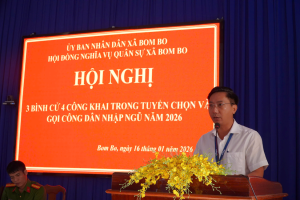 ỦY BAN NHÂN DÂN XÃ BOM BO
HỘI ĐỒNG NGHĨA VỤ QUÂN SỰ XÃ BOM BO
HỘI NGHỊ
3 BÌNH CỬ 4 CÔNG KHAI TRONG TUYỂN CHỌN VÀ
GỌI CÔNG DÂN NHẬP NGŨ NĂM 2026
Bom Bo, ngày 16 tháng 01 năm 2026